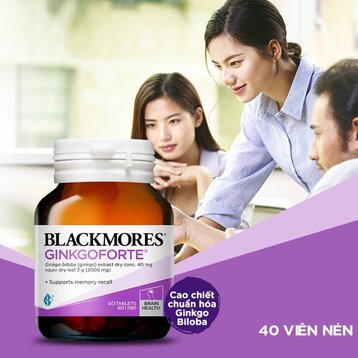 BLACKMORES®
GINKGOFORTE®
Ginkgo biloba (ginkgo) extract dry conc. 40 mg
equiv dry leaf 2 g (2000 mg)
• Supports memory recall
40 TABLETS
BRAIN
HEALTH
Cao chiết
chuẩn hóa
Ginkgo
Biloba
40 VIÊN NÉN